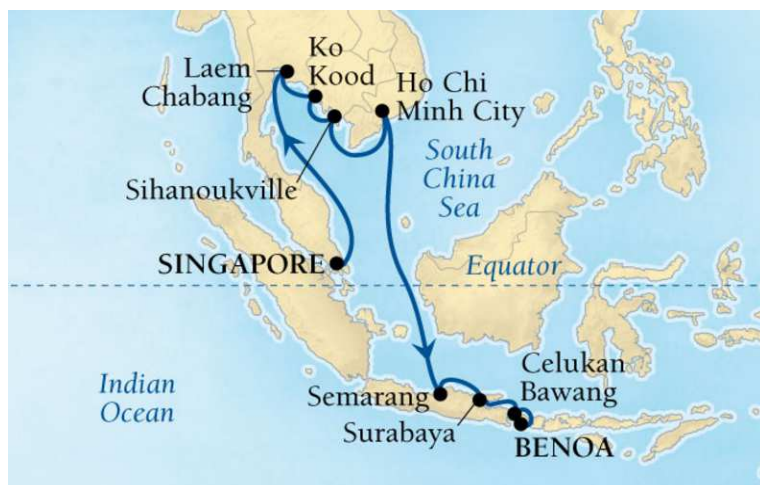 Ko
Kood
Laem
Chabang
Ho Chi
Minh City
South
China
Sea
Sihanoukville
SINGAPORE
Equator
Indian
Ocean
Celukan
Bawang
Semarang
Surabaya
BENOA